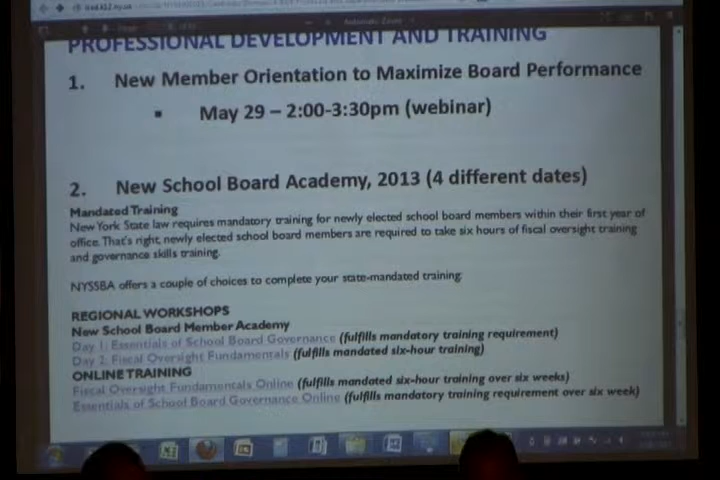 PROFESSIONAL DEVELOPMENT AND TRAINING
1. New Member Orientation to Maximize Board Performance
▪ May 29 – 2:00-3:30pm (webinar)
2. New School Board Academy, 2013 (4 different dates)
Mandated Training
New York State law requires mandatory training for newly elected school board members within their first year of
office. That's right, newly elected school board members are required to take six hours of fiscal oversight training
and governance skills training.
NYSSBA offers a couple of choices to complete your state-mandated training:
REGIONAL WORKSHOPS
New School Board Member Academy
Day 1: Essentials of School Board Governance (fulfills mandatory training requirement)
Day 2: Fiscal Oversight Fundamentals (fulfills mandated six-hour training)
ONLINE TRAINING
Fiscal Oversight Fundamentals Online (fulfills mandated six-hour training over six weeks)
Essentials of School Board Governance Online (fulfills mandatory training requirement over six week)